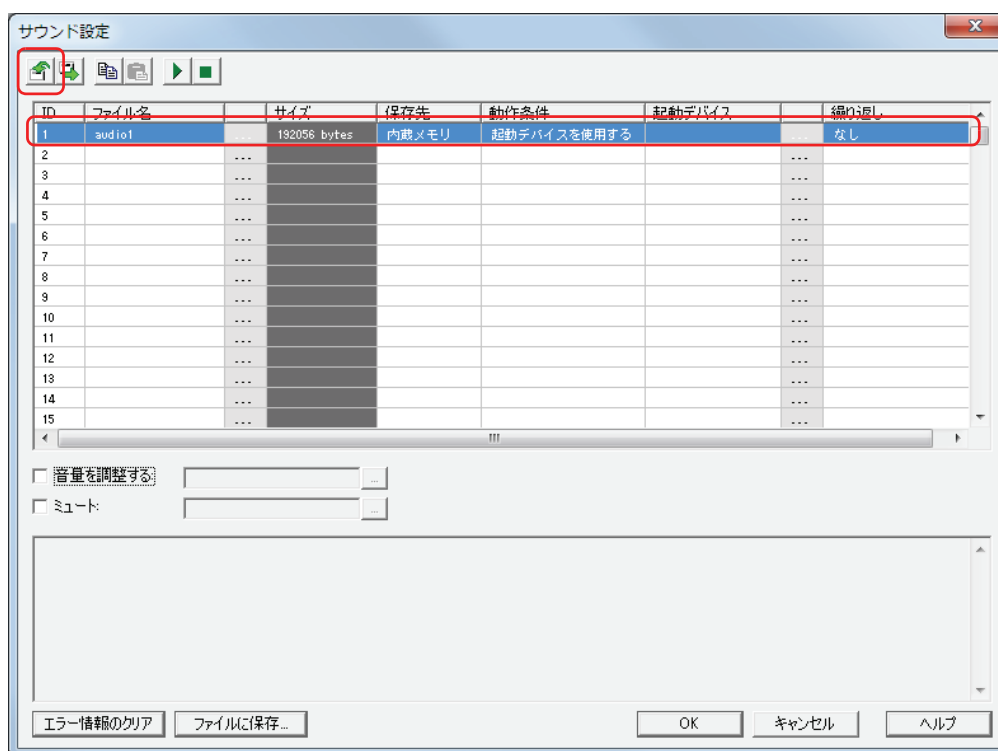 サウンド設定
ID ファイル名 サイズ 保存先 動作条件 起動デバイス 繰り返し
1 audio1 ... 192056 bytes 内蔵メモリ 起動デバイスを使用する ... なし
2 ... ...
3 ... ...
4 ... ...
5 ... ...
6 ... ...
7 ... ...
8 ... ...
9 ... ...
10 ... ...
11 ... ...
12 ... ...
13 ... ...
14 ... ...
15 ... ...
音量を調整する: ...
ミュート: ...
エラー情報のクリア ファイルに保存... OK キャンセル ヘルプ